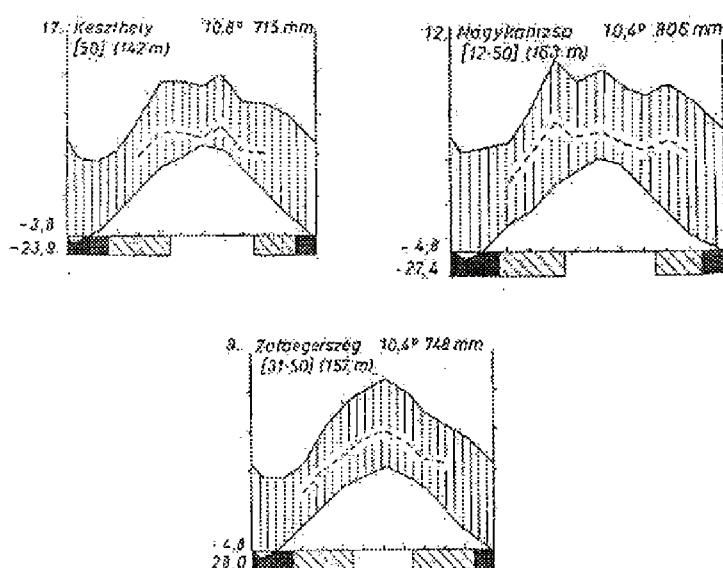 17. Keszthely 10,8° 715 mm
[50] (142 m)
-3,8
-23,9
12. Nagykanizsa 10,4° 806 mm
[12-50] (163 m)
-4,8
-27,4
9. Zalaegerszeg 10,4° 748 mm
[31-50] (157 m)
-4,8
28,0